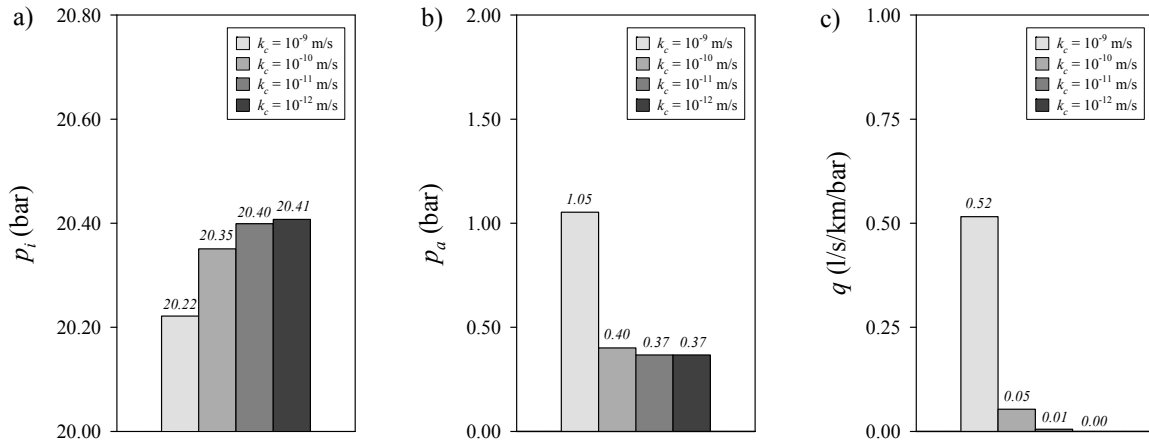 a)
20.80
20.60
20.40
20.20
20.00
p_i (bar)
k_c = 10^-9 m/s
k_c = 10^-10 m/s
k_c = 10^-11 m/s
k_c = 10^-12 m/s
20.22
20.35
20.40
20.41
b)
2.00
1.50
1.00
0.50
0.00
p_a (bar)
k_c = 10^-9 m/s
k_c = 10^-10 m/s
k_c = 10^-11 m/s
k_c = 10^-12 m/s
1.05
0.40
0.37
0.37
c)
1.00
0.75
0.50
0.25
0.00
q (l/s/km/bar)
k_c = 10^-9 m/s
k_c = 10^-10 m/s
k_c = 10^-11 m/s
k_c = 10^-12 m/s
0.52
0.05
0.01
0.00